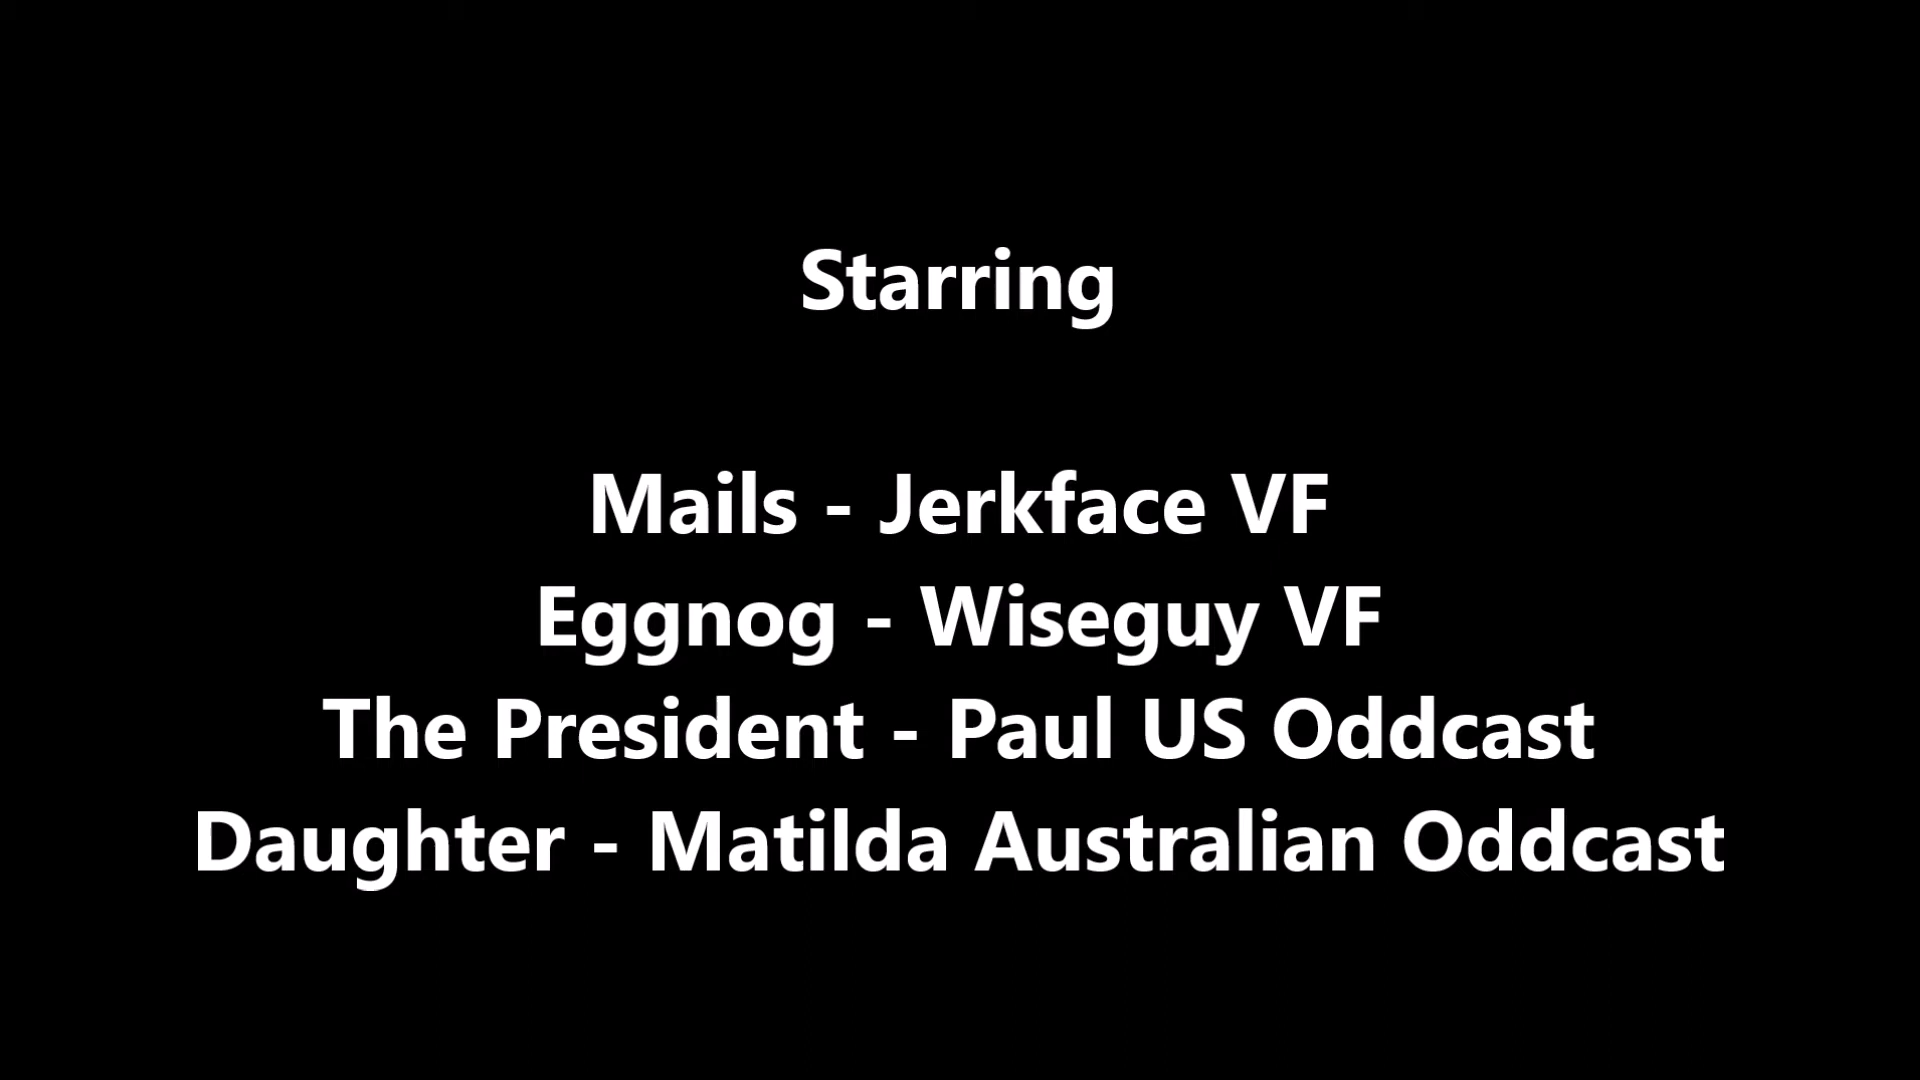 Starring
Mails - Jerkface VF
Eggnog - Wiseguy VF
The President - Paul US Oddcast
Daughter - Matilda Australian Oddcast